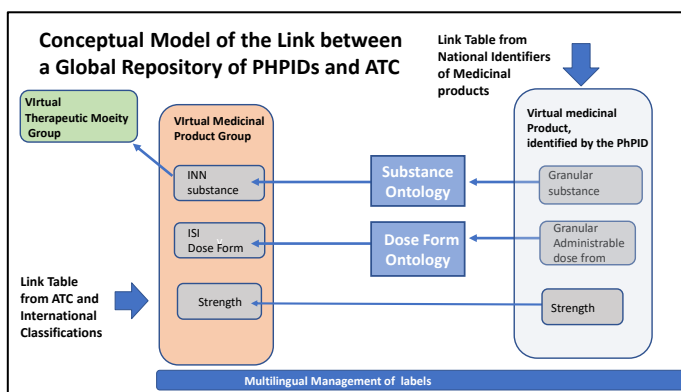 Conceptual Model of the Link between
a Global Repository of PHPIDs and ATC
Link Table from
National Identifiers
of Medicinal
products
VIrtual
Therapeutic Moeity
Group
VIrtual Medicinal
Product Group
INN
substance
ISI
Dose Form
Strength
Substance
Ontology
Dose Form
Ontology
Virtual medicinal
Product,
identified by the PhPID
Granular
substance
Granular
Administrable
dose from
Strength
Link Table
from ATC and
International
Classifications
Multilingual Management of labels